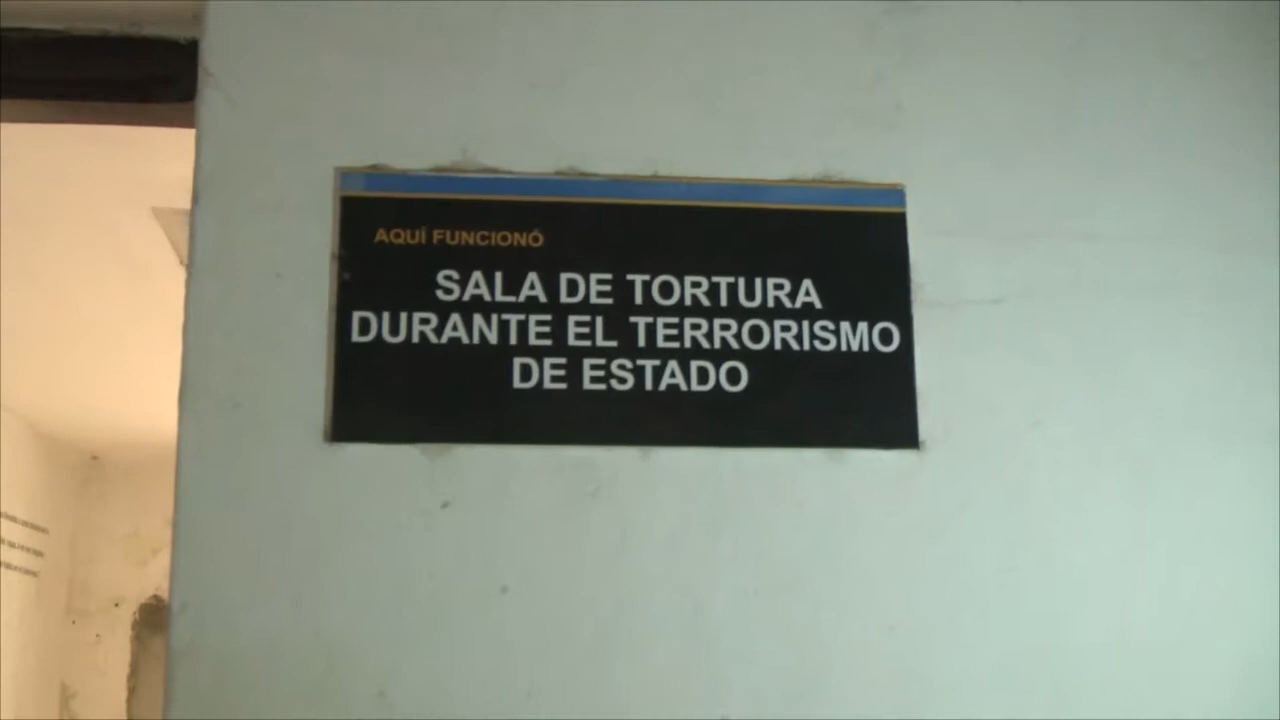 AQUÍ FUNCIONÓ
SALA DE TORTURA
DURANTE EL TERRORISMO
DE ESTADO